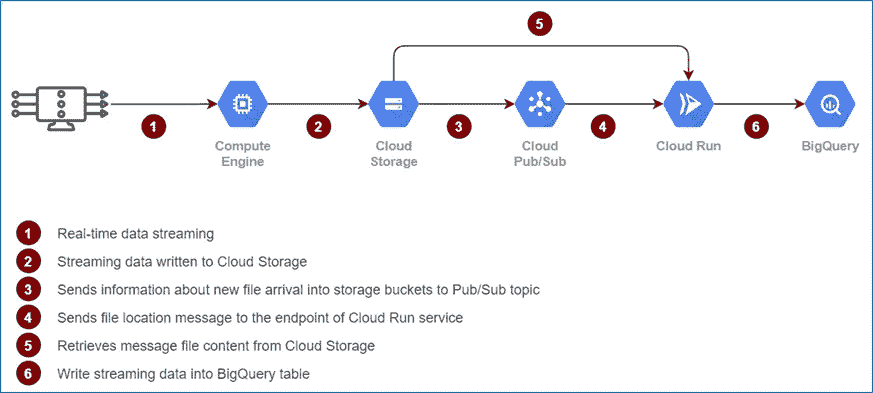 5
1
2
3
4
6
Compute
Engine
Cloud
Storage
Cloud
Pub/Sub
Cloud Run
BigQuery
1 Real-time data streaming
2 Streaming data written to Cloud Storage
3 Sends information about new file arrival into storage buckets to Pub/Sub topic
4 Sends file location message to the endpoint of Cloud Run service
5 Retrieves message file content from Cloud Storage
6 Write streaming data into BigQuery table